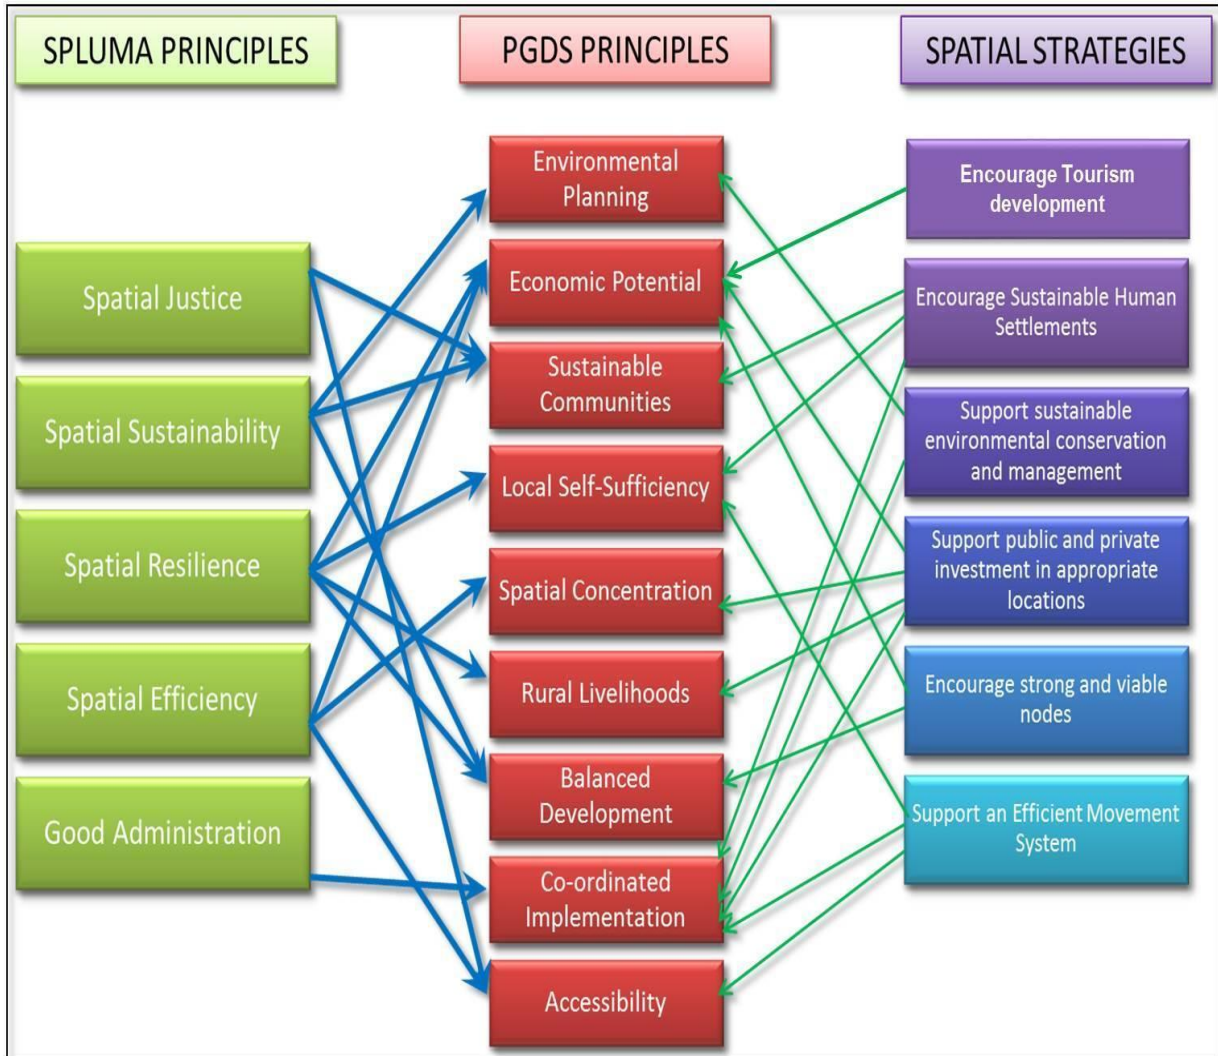 SPLUMA PRINCIPLES
Spatial Justice
Spatial Sustainability
Spatial Resilience
Spatial Efficiency
Good Administration
PGDS PRINCIPLES
Environmental
Planning
Economic Potential
Sustainable
Communities
Local Self-Sufficiency
Spatial Concentration
Rural Livelihoods
Balanced
Development
Co-ordinated
Implementation
Accessibility
SPATIAL STRATEGIES
Encourage Tourism
development
Encourage Sustainable Human
Settlements
Support sustainable
environmental conservation
and management
Support public and private
investment in appropriate
locations
Encourage strong and viable
nodes
Support an Efficient Movement
System